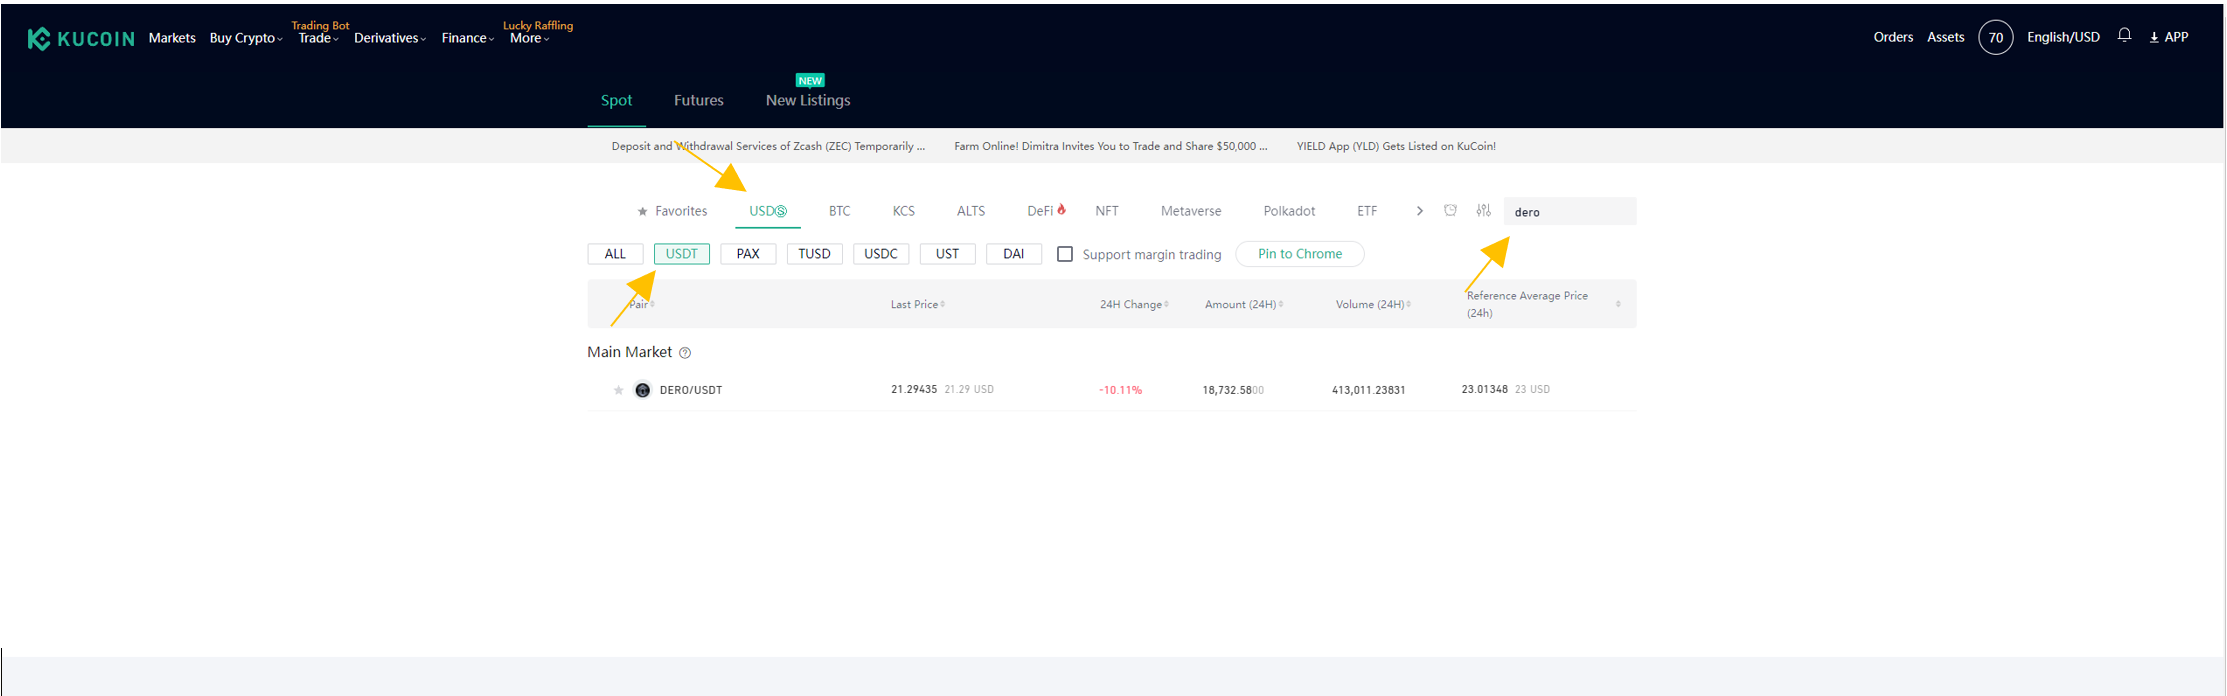 Trading Bot Lucky Raffling
KUCOIN Markets Buy Crypto Trade Derivatives Finance More Orders Assets 70 English/USD APP
NEW
Spot Futures New Listings
Deposit and Withdrawal Services of Zcash (ZEC) Temporarily ... Farm Online! Dimitra Invites You to Trade and Share $50,000 ... YIELD App (YLD) Gets Listed on KuCoin!
Favorites USDⓈ BTC KCS ALTS DeFi NFT Metaverse Polkadot ETF dero
ALL USDT PAX TUSD USDC UST DAI Support margin trading Pin to Chrome
Pair Last Price 24H Change Amount (24H) Volume (24H) Reference Average Price
(24h)
Main Market
DERO/USDT 21.29435 21.29 USD -10.11% 18,732.5800 413,011.23831 23.01348 23 USD